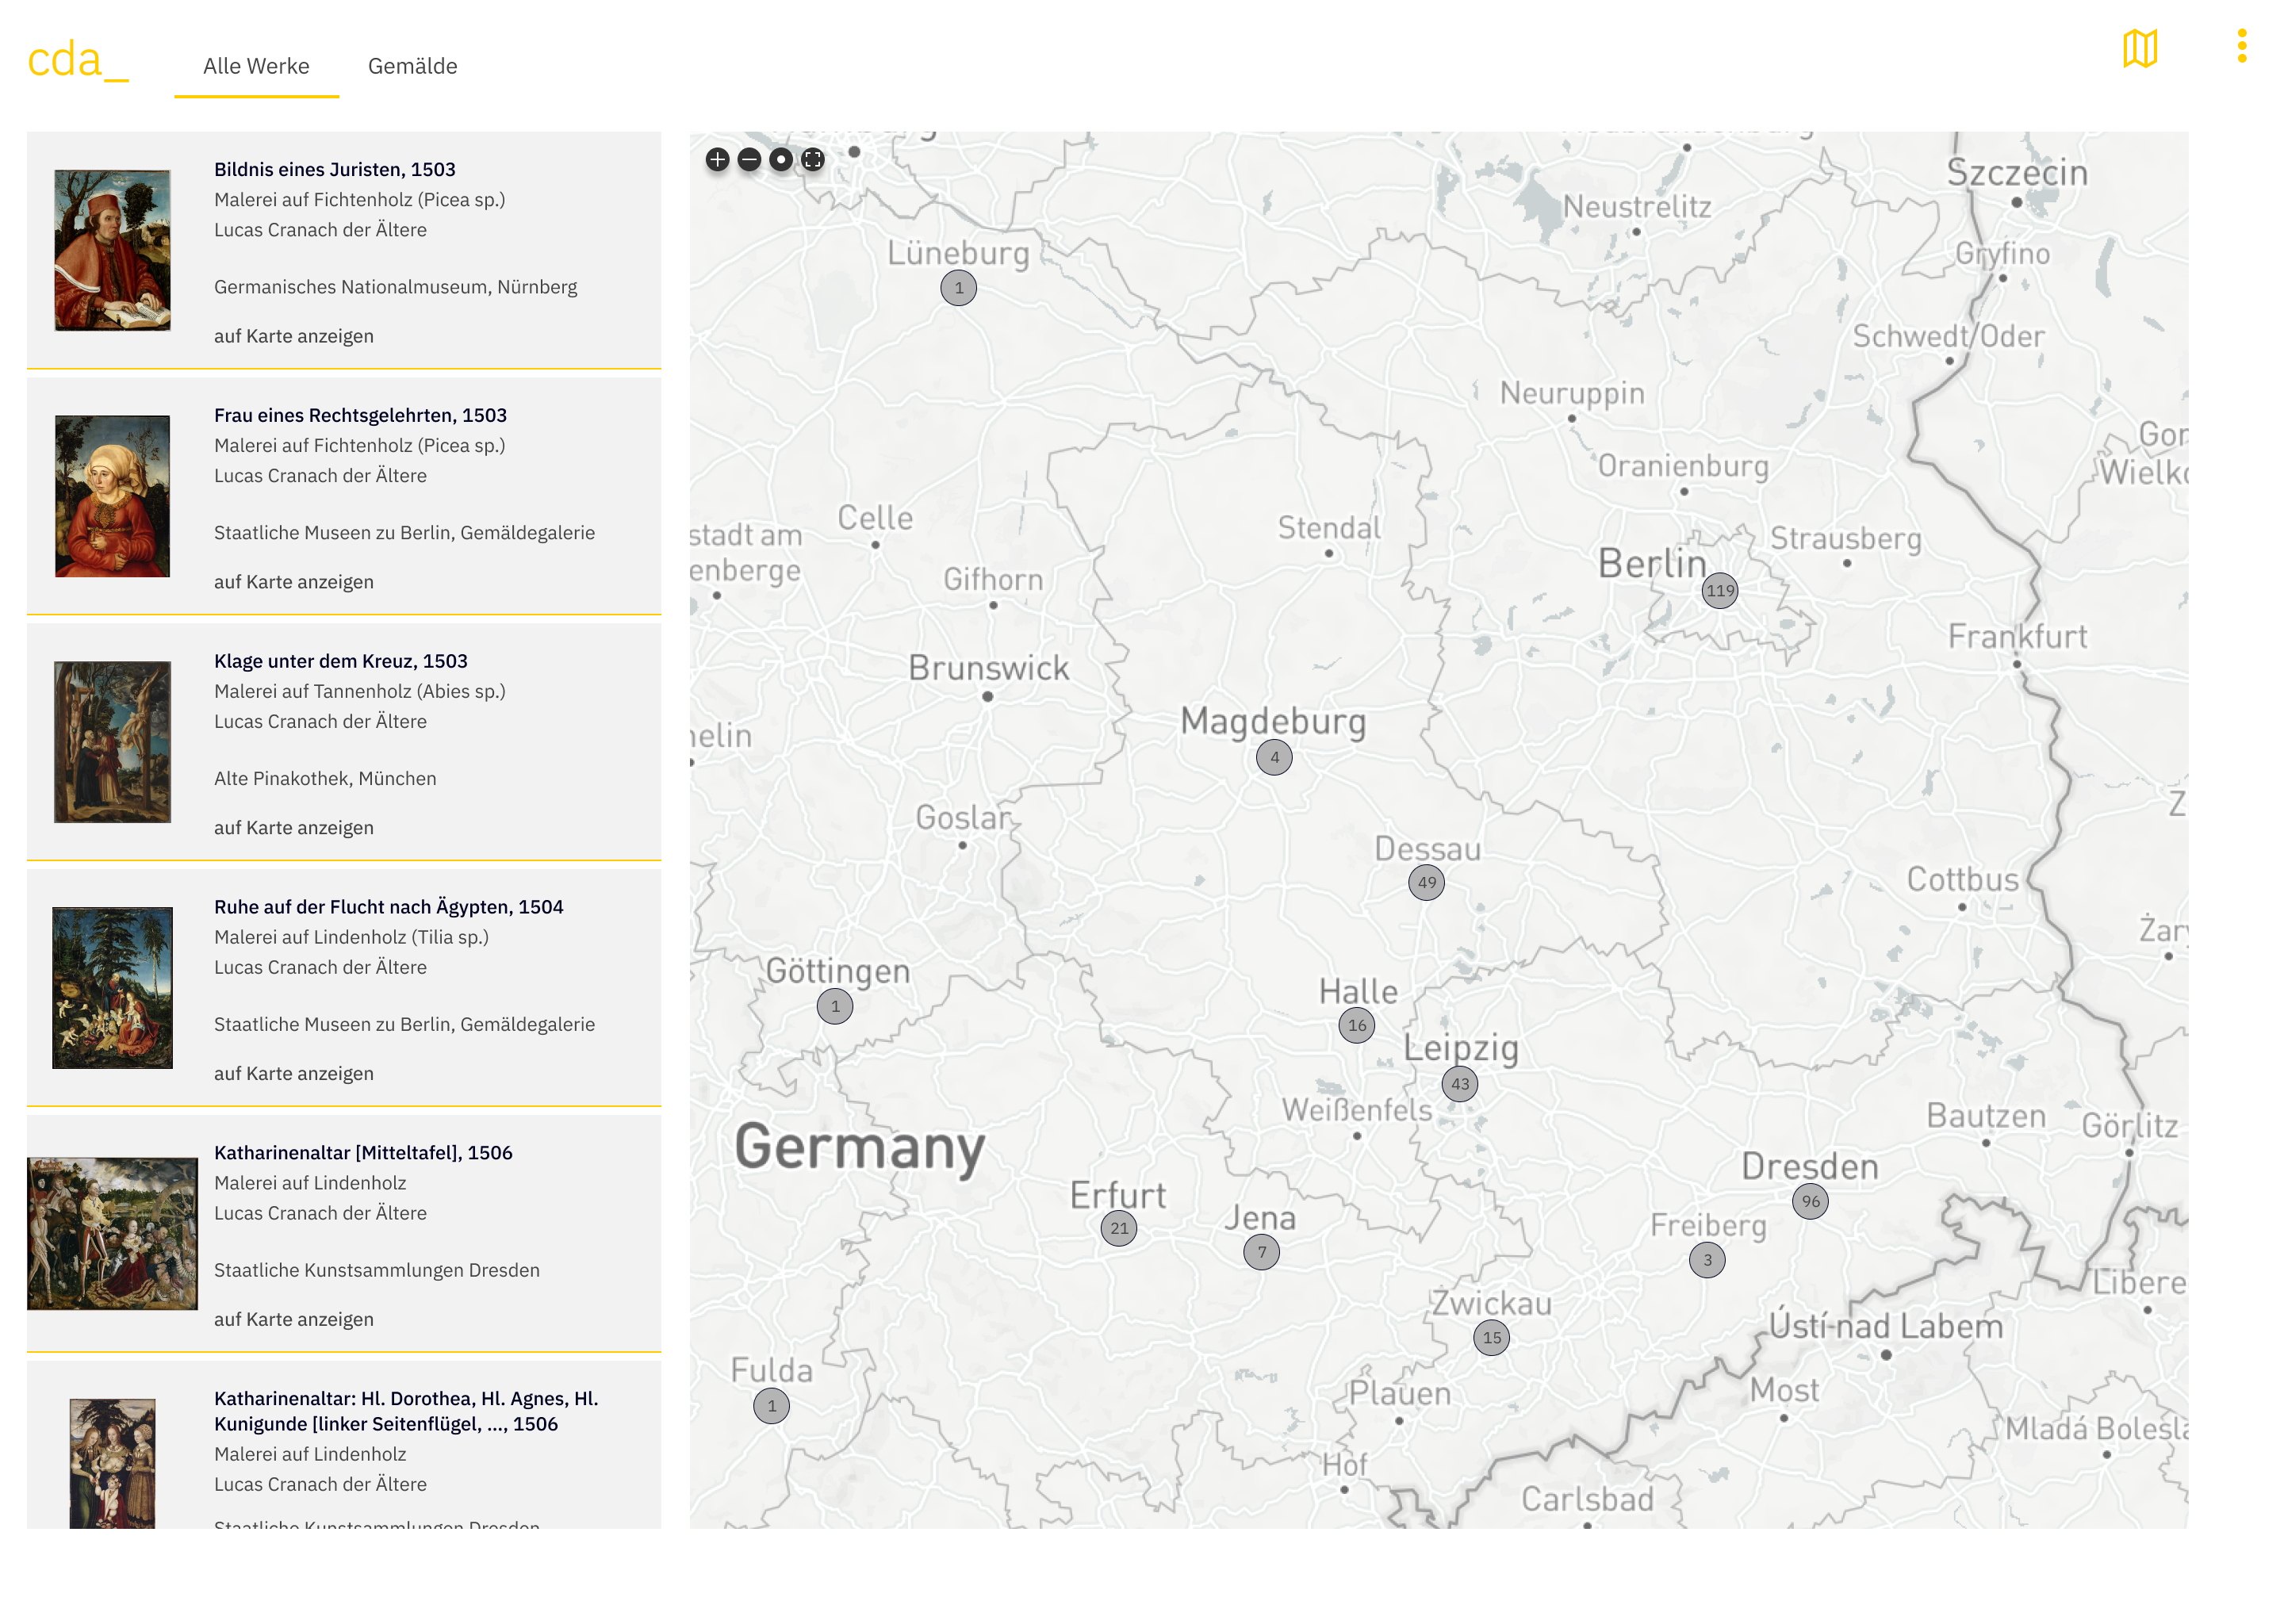 cda_
Alle Werke
Gemälde
Bildnis eines Juristen, 1503
Malerei auf Fichtenholz (Picea sp.)
Lucas Cranach der Ältere
Germanisches Nationalmuseum, Nürnberg
auf Karte anzeigen
Frau eines Rechtsgelehrten, 1503
Malerei auf Fichtenholz (Picea sp.)
Lucas Cranach der Ältere
Staatliche Museen zu Berlin, Gemäldegalerie
auf Karte anzeigen
Klage unter dem Kreuz, 1503
Malerei auf Tannenholz (Abies sp.)
Lucas Cranach der Ältere
Alte Pinakothek, München
auf Karte anzeigen
Ruhe auf der Flucht nach Ägypten, 1504
Malerei auf Lindenholz (Tilia sp.)
Lucas Cranach der Ältere
Staatliche Museen zu Berlin, Gemäldegalerie
auf Karte anzeigen
Katharinenaltar [Mitteltafel], 1506
Malerei auf Lindenholz
Lucas Cranach der Ältere
Staatliche Kunstsammlungen Dresden
auf Karte anzeigen
Katharinenaltar: Hl. Dorothea, Hl. Agnes, Hl.
Kunigunde [linker Seitenflügel, ..., 1506
Malerei auf Lindenholz
Lucas Cranach der Ältere
Staatliche Kunstsammlungen Dresden
Szczecin
Neustrelitz
Lüneburg
1
Gryfino
Schwedt/Oder
Neuruppin
Gor
Wielko
Oranienburg
Celle
Stendal
stadt am
enberge
Strausberg
Berlin
119
Gifhorn
Frankfurt
Brunswick
Magdeburg
4
nelin
Z
Goslar
Dessau
49
Cottbus
Żary
Göttingen
1
Halle
16
Leipzig
43
Weißenfels
Bautzen
Görlitz
Germany
Dresden
96
Erfurt
21
Jena
7
Freiberg
3
Libere
Zwickau
15
Ústí nad Labem
Fulda
1
Plauen
Most
Mladá Bolesla
Hof
Carlsbad